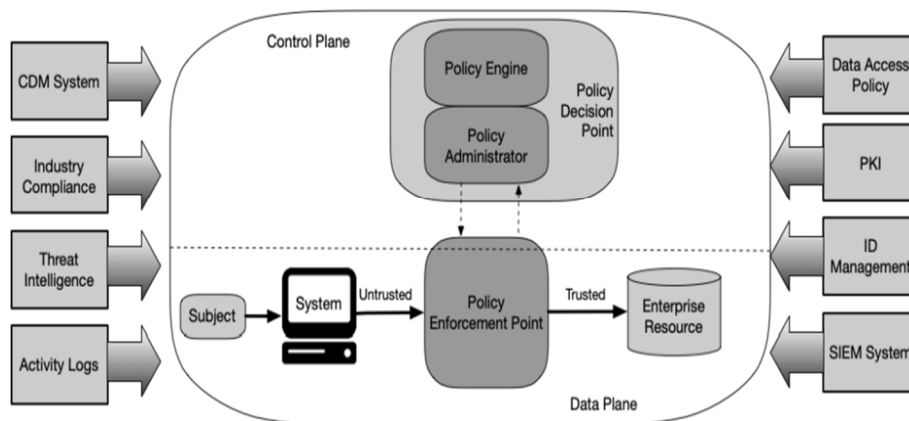 Control Plane
Policy Engine
Policy
Administrator
Policy
Decision
Point
CDM System
Industry
Compliance
Threat
Intelligence
Activity Logs
Data Access
Policy
PKI
ID
Management
SIEM System
Subject
System
Untrusted
Policy
Enforcement Point
Trusted
Enterprise
Resource
Data Plane